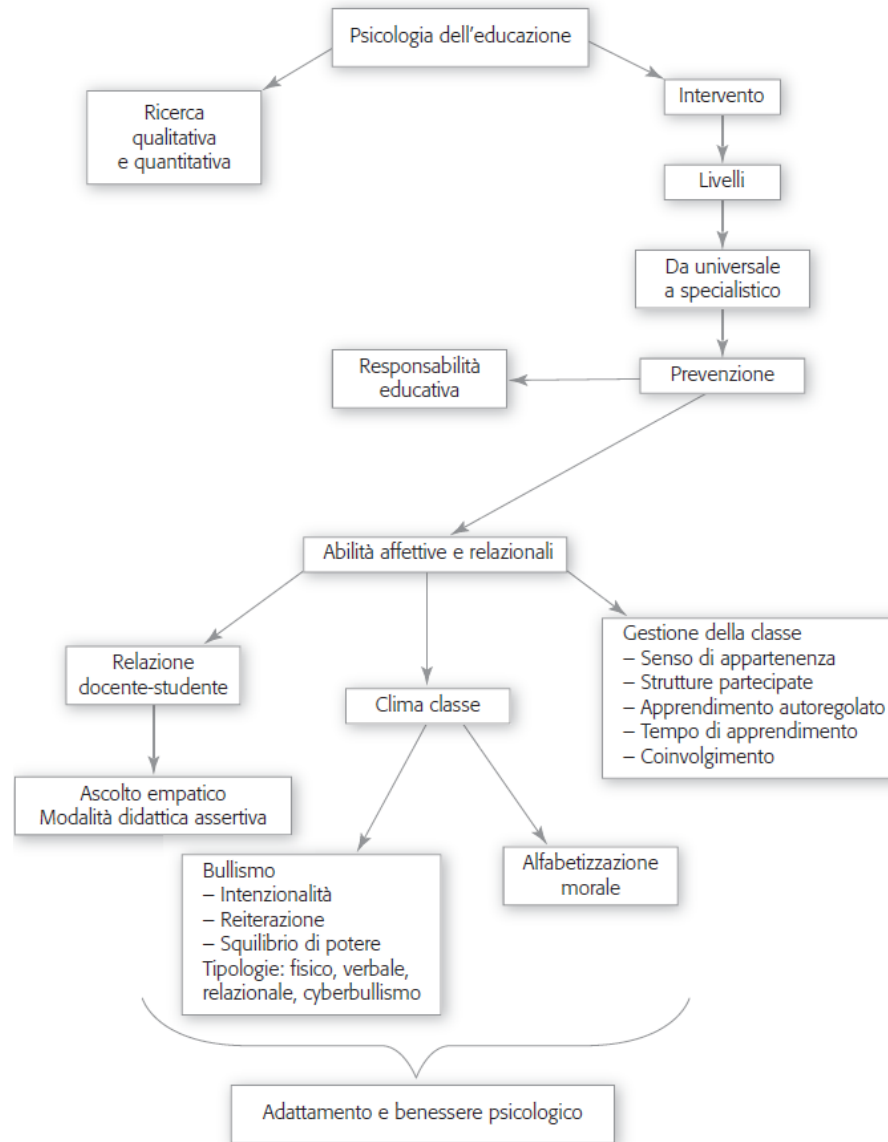 Psicologia dell'educazione
Ricerca
qualitativa
e quantitativa
Intervento
Livelli
Da universale
a specialistico
Responsabilità
educativa
Prevenzione
Abilità affettive e relazionali
Relazione
docente-studente
Clima classe
Gestione della classe
– Senso di appartenenza
– Strutture partecipate
– Apprendimento autoregolato
– Tempo di apprendimento
– Coinvolgimento
Ascolto empatico
Modalità didattica assertiva
Bullismo
– Intenzionalità
– Reiterazione
– Squilibrio di potere
Tipologie: fisico, verbale,
relazionale, cyberbullismo
Alfabetizzazione
morale
Adattamento e benessere psicologico